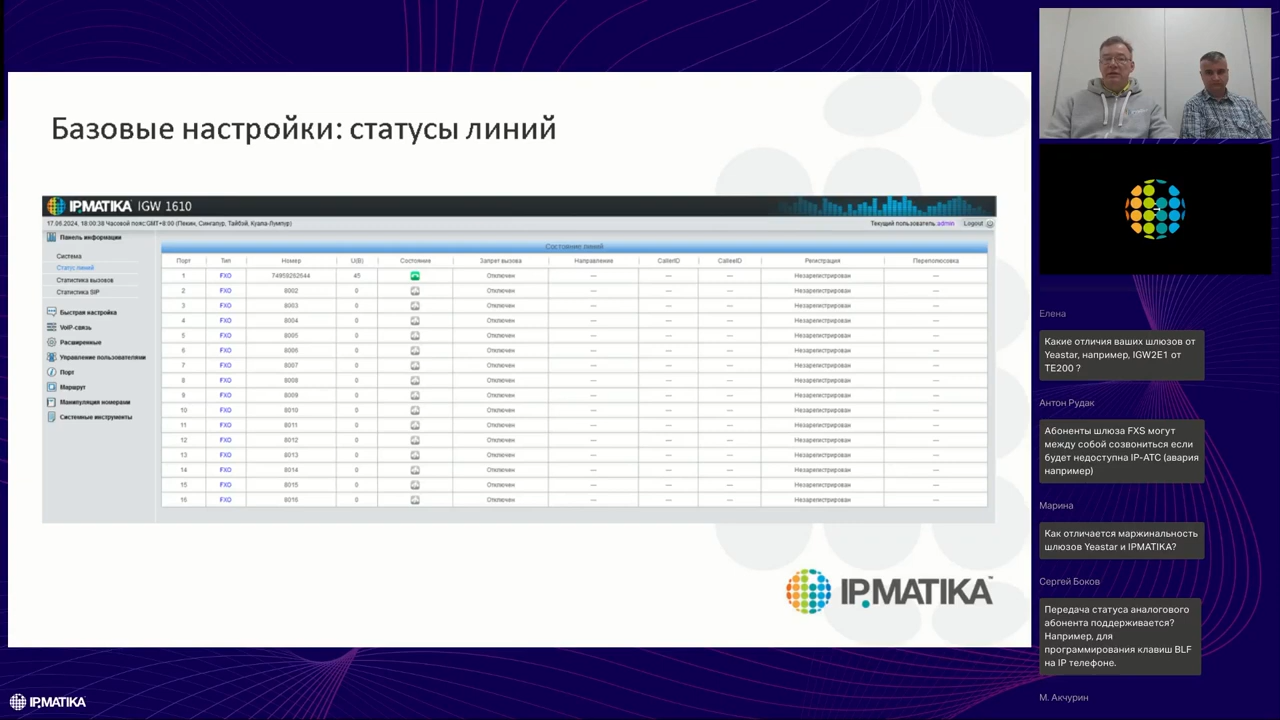 Базовые настройки: статусы линий
IPMATIKA IGW 1610
17.06.2024, 18:00:38 Часовой пояс:GMT+8:00 (Пекин, Сингапур, Тайбэй, Куала-Лумпур)
Текущий пользователь admin Logout
Панель информации
Система
Статус линий
Статистика вызовов
Статистика SIP
Быстрая настройка
VoIP-связь
Расширенные
Управление пользователями
Порт
Маршрут
Манипуляция номерами
Системные инструменты
Состояние линий
Порт Тип Номер U(В) Состояние Запрет вызова Направление CallerID CalleeID Регистрация Переполюсовка
1 FXO 74959262644 45 Отключен --- --- --- Незарегистрирован ---
2 FXO 8002 0 Отключен --- --- --- Незарегистрирован ---
3 FXO 8003 0 Отключен --- --- --- Незарегистрирован ---
4 FXO 8004 0 Отключен --- --- --- Незарегистрирован ---
5 FXO 8005 0 Отключен --- --- --- Незарегистрирован ---
6 FXO 8006 0 Отключен --- --- --- Незарегистрирован ---
7 FXO 8007 0 Отключен --- --- --- Незарегистрирован ---
8 FXO 8008 0 Отключен --- --- --- Незарегистрирован ---
9 FXO 8009 0 Отключен --- --- --- Незарегистрирован ---
10 FXO 8010 0 Отключен --- --- --- Незарегистрирован ---
11 FXO 8011 0 Отключен --- --- --- Незарегистрирован ---
12 FXO 8012 0 Отключен --- --- --- Незарегистрирован ---
13 FXO 8013 0 Отключен --- --- --- Незарегистрирован ---
14 FXO 8014 0 Отключен --- --- --- Незарегистрирован ---
15 FXO 8015 0 Отключен --- --- --- Незарегистрирован ---
16 FXO 8016 0 Отключен --- --- --- Незарегистрирован ---
IPMATIKA™
IPMATIKA
Елена
Какие отличия ваших шлюзов от
Yeastar, например, IGW2E1 от
TE200 ?
Антон Рудак
Абоненты шлюза FXS могут
между собой созвониться если
будет недоступна IP-АТС (авария
например)
Марина
Как отличается маржинальность
шлюзов Yeastar и IPMATIKA?
Сергей Боков
Передача статуса аналогового
абонента поддерживается?
Например, для
программирования клавиш BLF
на IP телефоне.
М. Акчурин